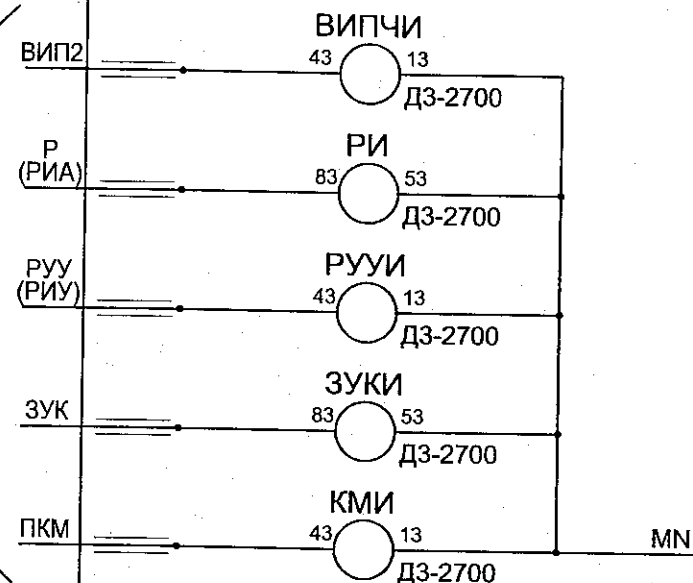 ВИПЧИ
ВИП2 43 13
Д3-2700
РИ
Р
(РИА) 83 53
Д3-2700
РУУИ
РУУ
(РИУ) 43 13
Д3-2700
ЗУКИ
ЗУК 83 53
Д3-2700
КМИ
ПКМ 43 13 MN
Д3-2700